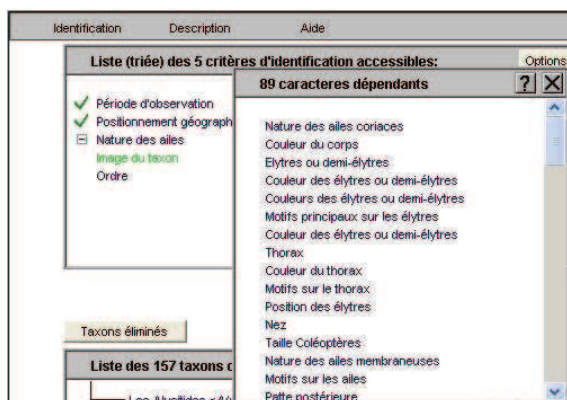 Identification Description Aide
Liste (triée) des 5 critères d'identification accessibles:
Options
Période d'observation
Positionnement géograph
Nature des ailes
Image du taxon
Ordre
Taxons éliminés
Liste des 157 taxons c
89 caracteres dépendants
Nature des ailes coriaces
Couleur du corps
Elytres ou demi-élytres
Couleur des élytres ou demi-élytres
Couleurs des élytres ou demi-élytres
Motifs principaux sur les élytres
Couleur des élytres ou demi-élytres
Thorax
Couleur du thorax
Motifs sur le thorax
Position des élytres
Nez
Taille Coléoptères
Nature des ailes membraneuses
Motifs sur les ailes
Patte postérieure